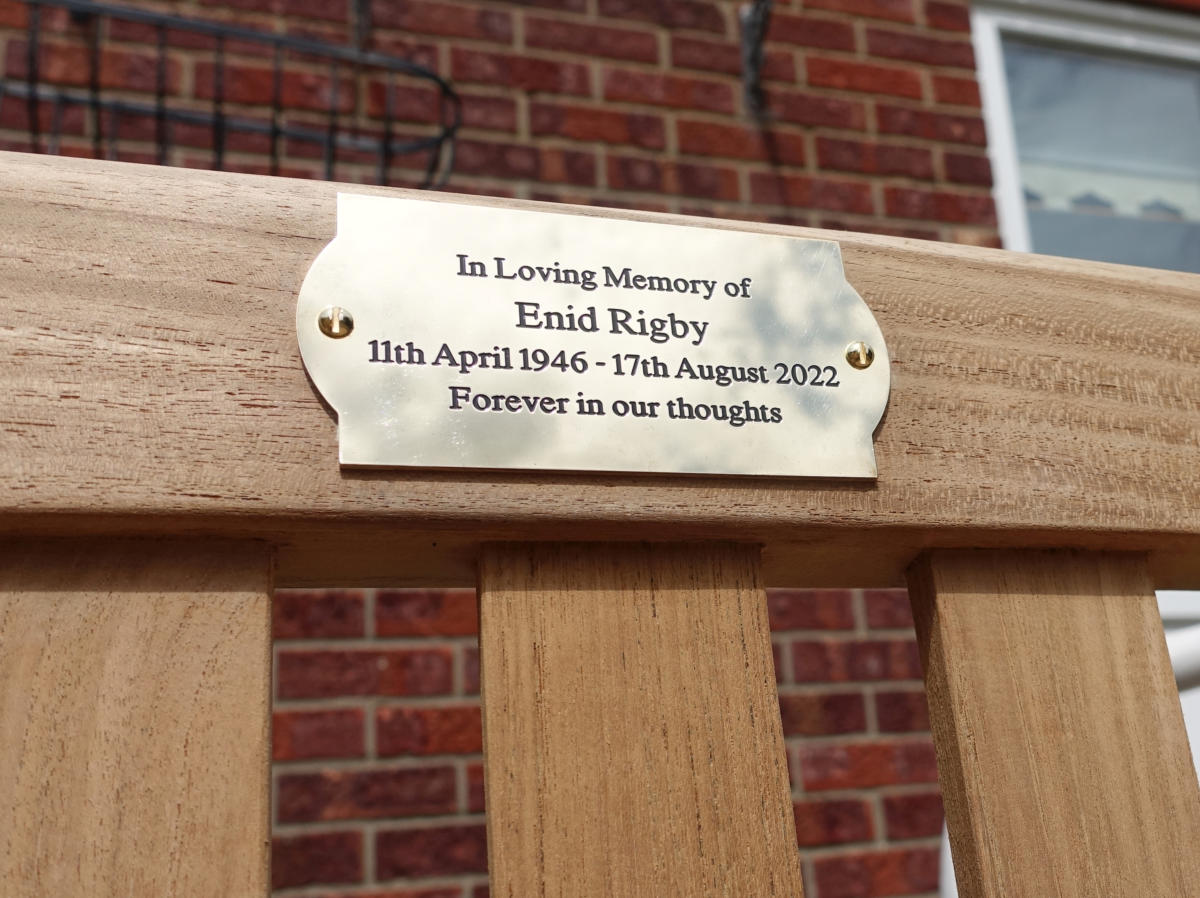 In Loving Memory of
Enid Rigby
11th April 1946 - 17th August 2022
Forever in our thoughts